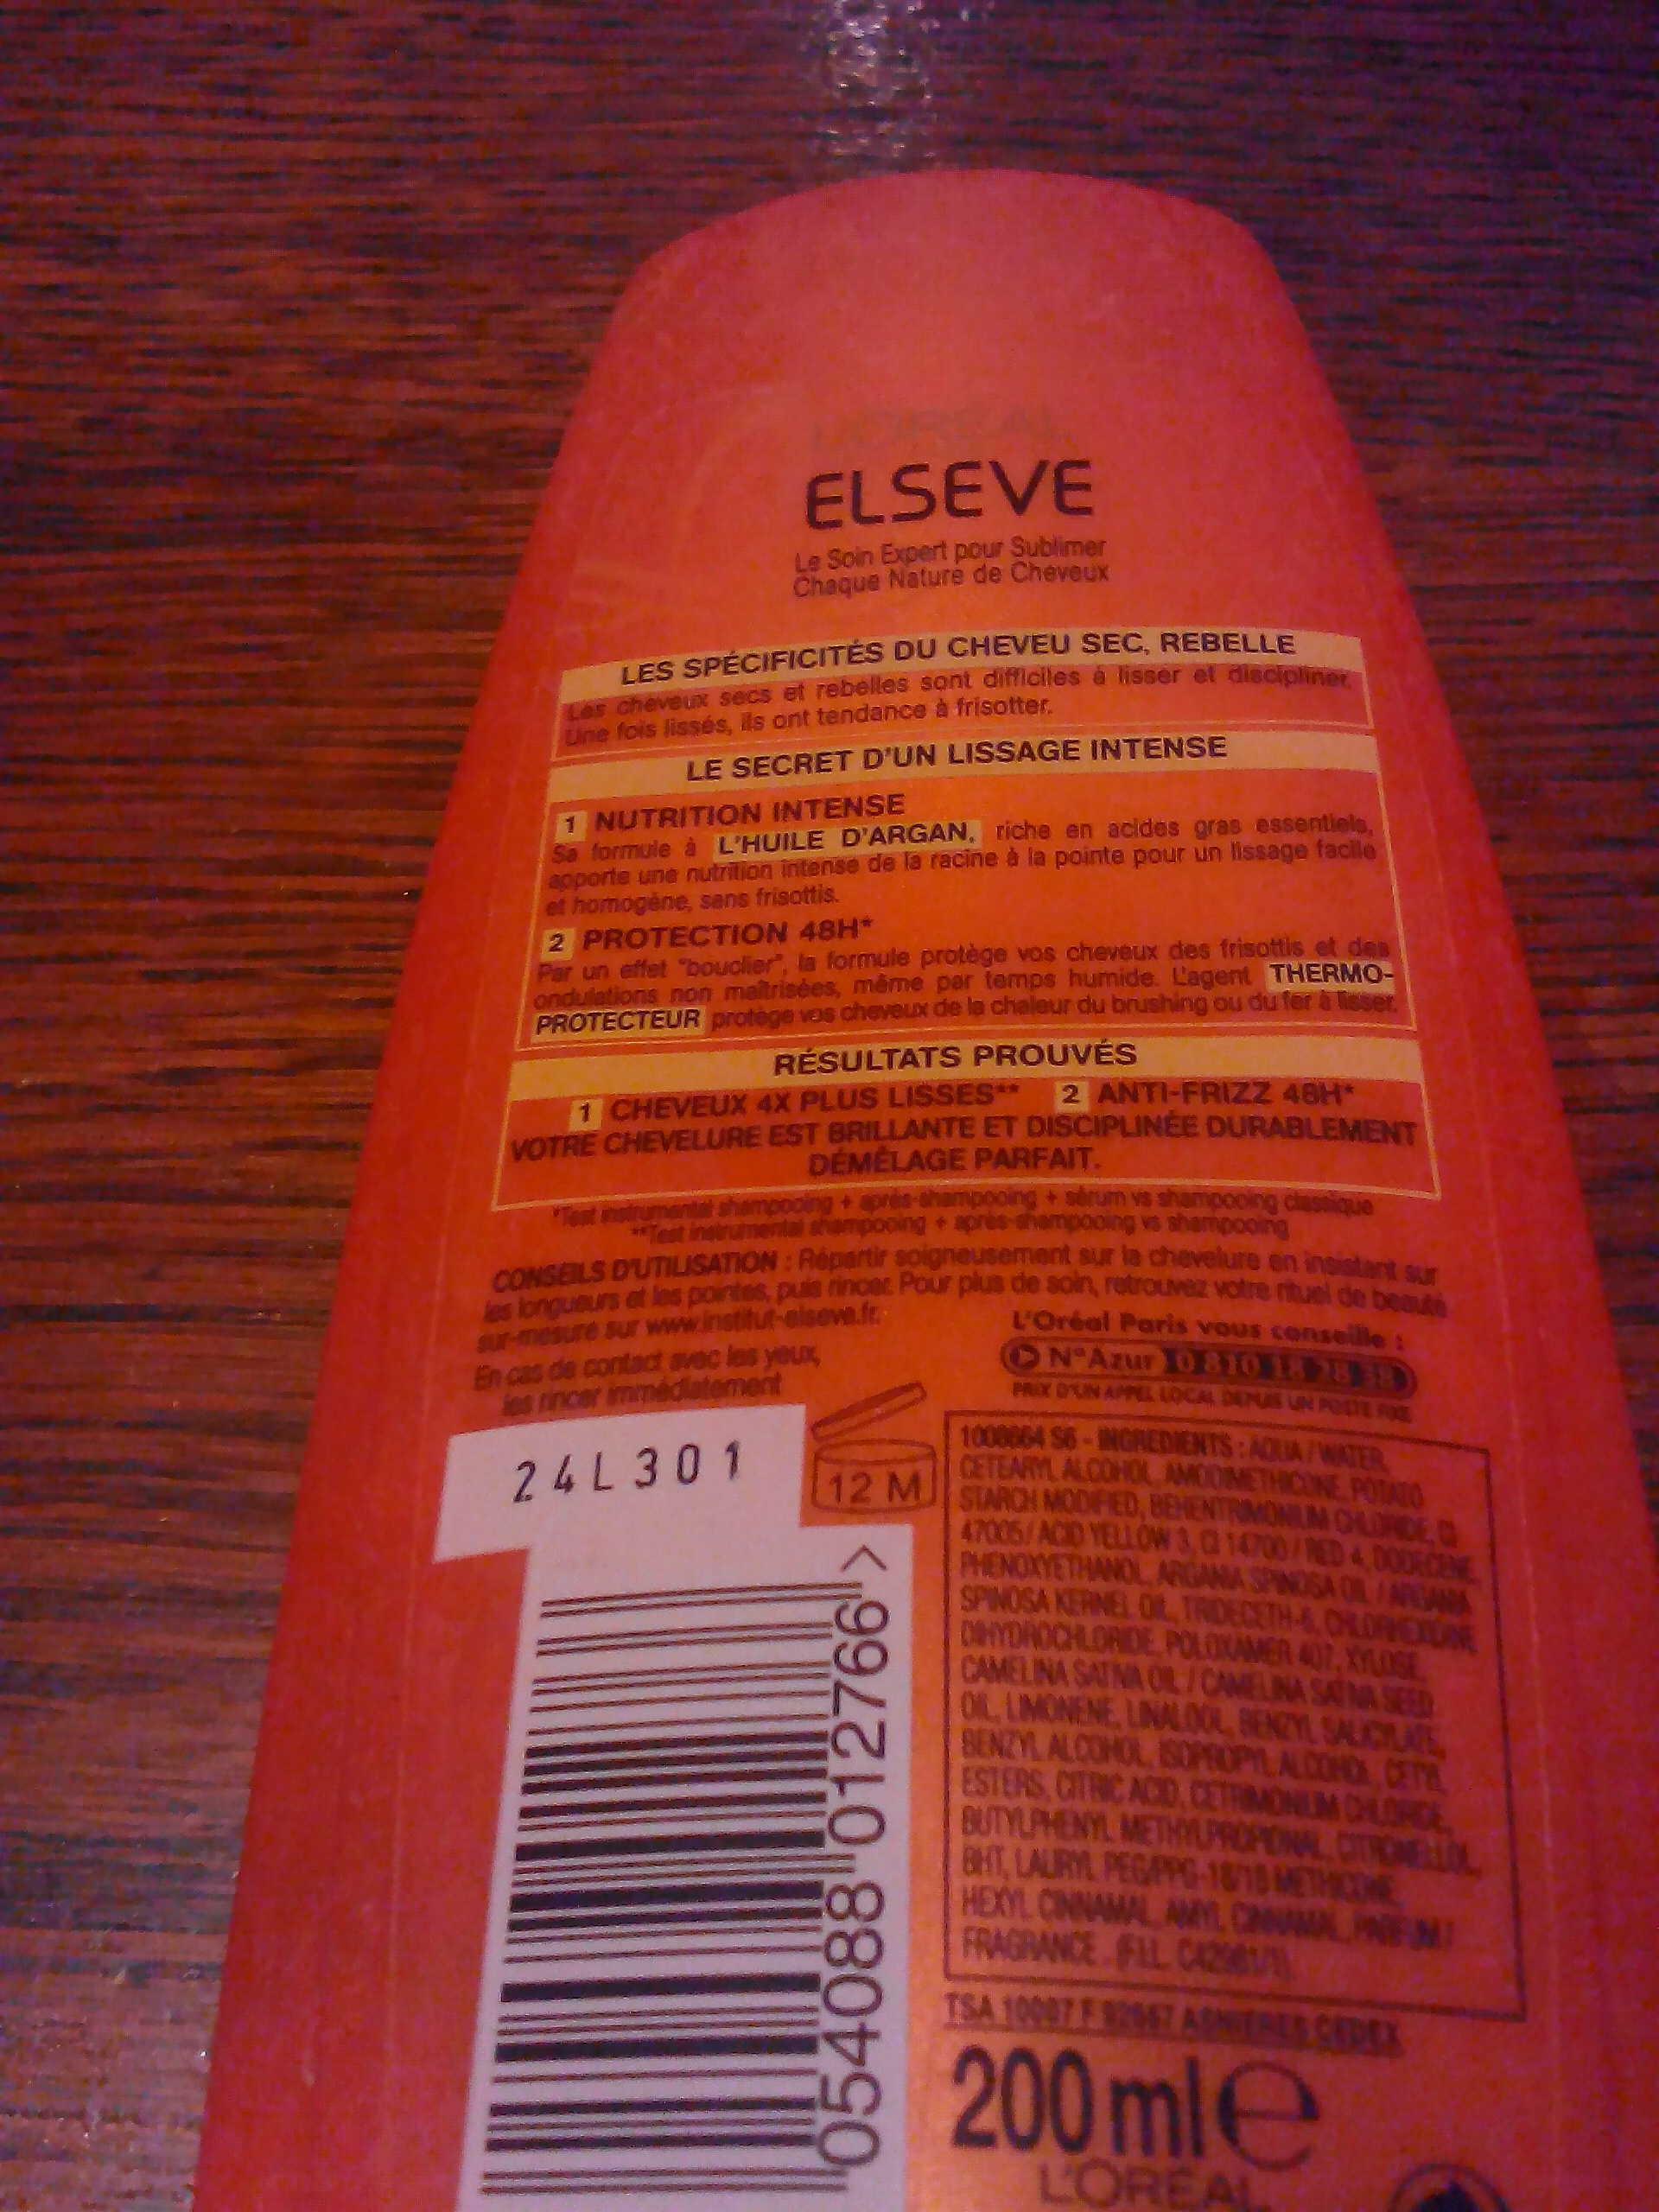 L'ORÉAL
ELSEVE
Le Soin Expert pour Sublimer
Chaque Nature de Cheveux
LES SPÉCIFICITÉS DU CHEVEU SEC, REBELLE
Les cheveux secs et rebelles sont difficiles à lisser et discipliner.
Une fois lissés, ils ont tendance à frisotter.
LE SECRET D'UN LISSAGE INTENSE
1 NUTRITION INTENSE
Sa formule à L'HUILE D'ARGAN, riche en acides gras essentiels,
apporte une nutrition intense de la racine à la pointe pour un lissage facile
et homogène, sans frisottis.
2 PROTECTION 48H*
Par un effet "bouclier", la formule protège vos cheveux des frisottis et des
ondulations non maîtrisées, même par temps humide. L'agent THERMO-
PROTECTEUR protège vos cheveux de la chaleur du brushing ou du fer à lisser.
RÉSULTATS PROUVÉS
1 CHEVEUX 4X PLUS LISSES** 2 ANTI-FRIZZ 48H*
VOTRE CHEVELURE EST BRILLANTE ET DISCIPLINÉE DURABLEMENT
DÉMÊLAGE PARFAIT.
*Test instrumental shampooing + après-shampooing + sérum vs shampooing classique
**Test instrumental shampooing + après-shampooing vs shampooing
CONSEILS D'UTILISATION : Répartir soigneusement sur la chevelure en insistant sur
les longueurs et les pointes, puis rincer. Pour plus de soin, retrouvez votre rituel de beauté
sur-mesure sur www.institut-elseve.fr.
En cas de contact avec les yeux,
les rincer immédiatement
L'Oréal Paris vous conseille :
N°Azur 0 810 18 28 38
PRIX D'UN APPEL LOCAL DEPUIS UN POSTE FIXE
24L301
12 M
1008864 S6 - INGREDIENTS : AQUA / WATER,
CETEARYL ALCOHOL, AMODIMETHICONE, POTATO
STARCH MODIFIED, BEHENTRIMONIUM CHLORIDE, CI
47005 / ACID YELLOW 3, CI 14700 / RED 4, DODECENE,
PHENOXYETHANOL, ARGANIA SPINOSA OIL / ARGANIA
SPINOSA KERNEL OIL, TRIDECETH-6, CHLORHEXIDINE
DIHYDROCHLORIDE, POLOXAMER 407, XYLOSE,
CAMELINA SATIVA OIL / CAMELINA SATIVA SEED
OIL, LIMONENE, LINALOOL, BENZYL SALICYLATE,
BENZYL ALCOHOL, ISOPROPYL ALCOHOL, CETYL
ESTERS, CITRIC ACID, CETRIMONIUM CHLORIDE,
BUTYLPHENYL METHYLPROPIONAL, CITRONELLOL,
BHT, LAURYL PEG/PPG-18/18 METHICONE,
HEXYL CINNAMAL, AMYL CINNAMAL, PARFUM /
FRAGRANCE. (F.I.L. C42981/1).
TSA 10007 F 92667 ASNIERES CEDEX
054088 012766 >
200 ml e
L'ORÉAL